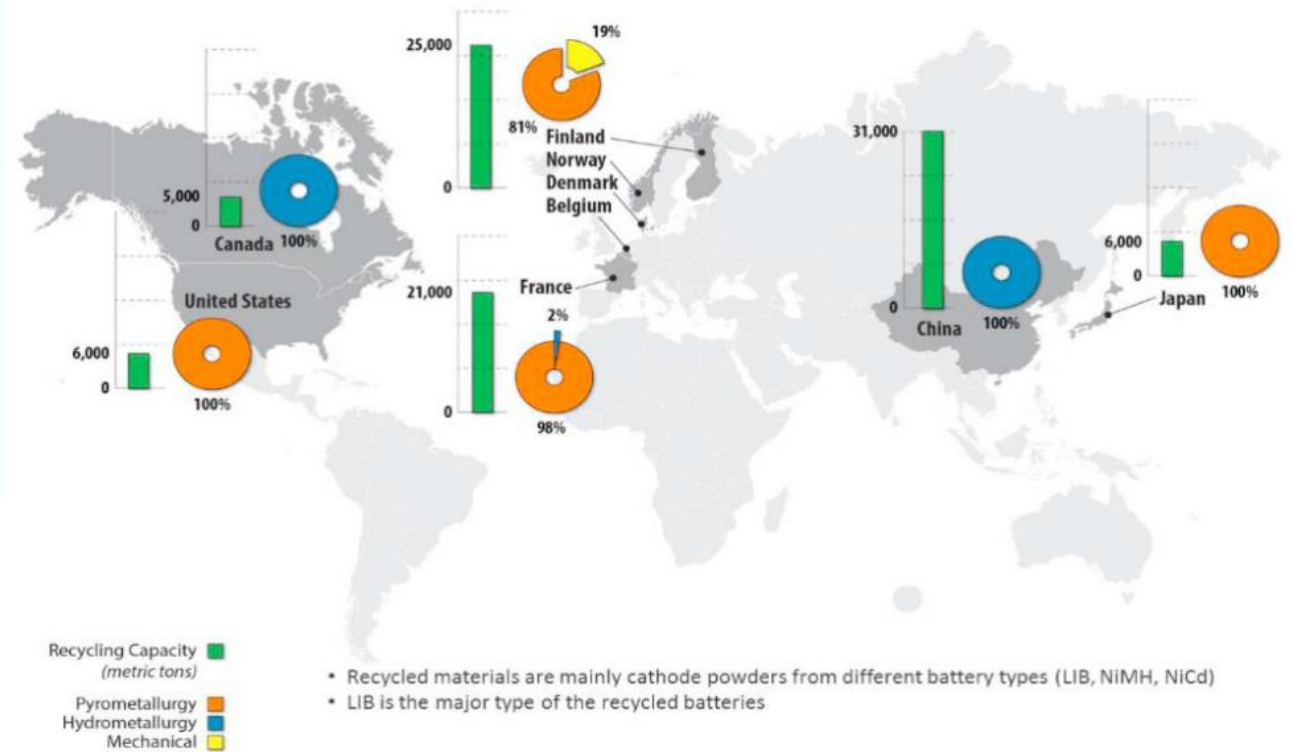 19%
25,000
81%
0
Finland
Norway
Denmark
Belgium
5,000
0
Canada 100%
United States
6,000
0
100%
France
2%
21,000
0
98%
31,000
0
China 100%
6,000
0
100%
Japan
Recycling Capacity
(metric tons)
Pyrometallurgy
Hydrometallurgy
Mechanical
• Recycled materials are mainly cathode powders from different battery types (LIB, NiMH, NiCd)
• LIB is the major type of the recycled batteries